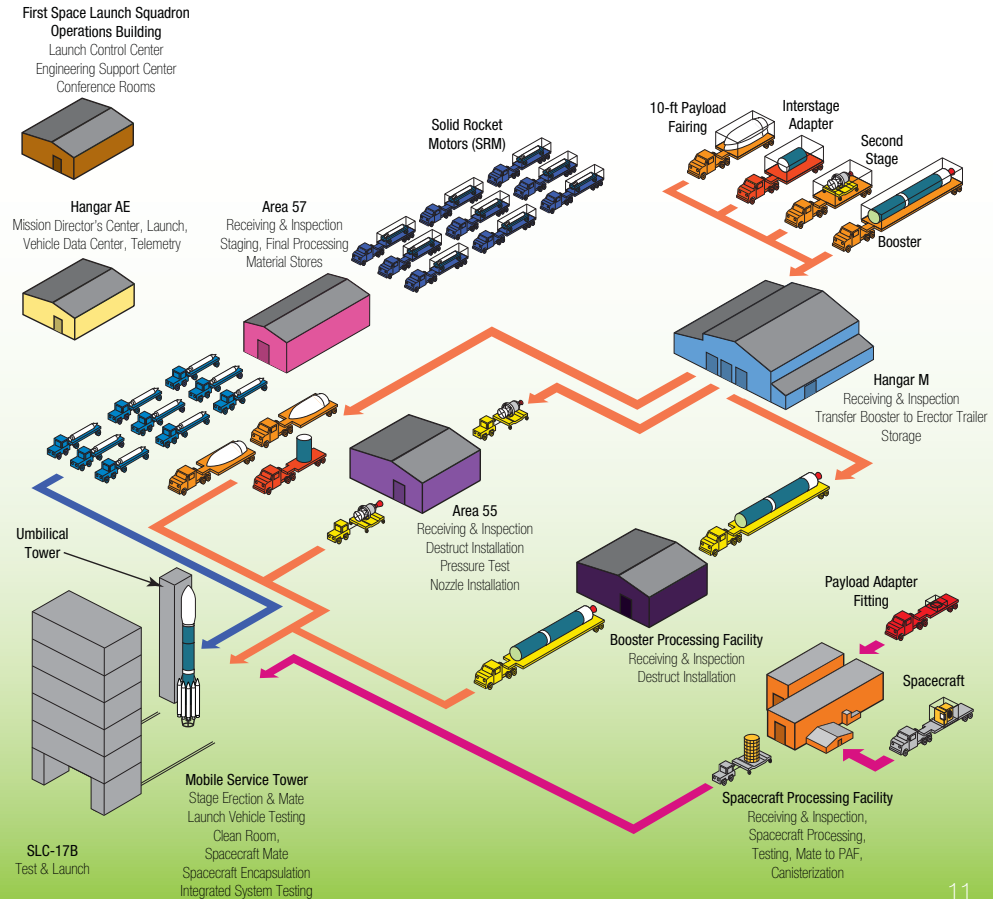 First Space Launch Squadron
Operations Building
Launch Control Center
Engineering Support Center
Conference Rooms
Hangar AE
Mission Director's Center, Launch,
Vehicle Data Center, Telemetry
Area 57
Receiving & Inspection
Staging, Final Processing
Material Stores
Solid Rocket
Motors (SRM)
10-ft Payload
Fairing
Interstage
Adapter
Second
Stage
Booster
Hangar M
Receiving & Inspection
Transfer Booster to Erector Trailer
Storage
Area 55
Receiving & Inspection
Destruct Installation
Pressure Test
Nozzle Installation
Umbilical
Tower
Booster Processing Facility
Receiving & Inspection
Destruct Installation
Payload Adapter
Fitting
Spacecraft
Spacecraft Processing Facility
Receiving & Inspection,
Spacecraft Processing,
Testing, Mate to PAF,
Canisterization
Mobile Service Tower
Stage Erection & Mate
Launch Vehicle Testing
Clean Room,
Spacecraft Mate
Spacecraft Encapsulation
Integrated System Testing
SLC-17B
Test & Launch
11